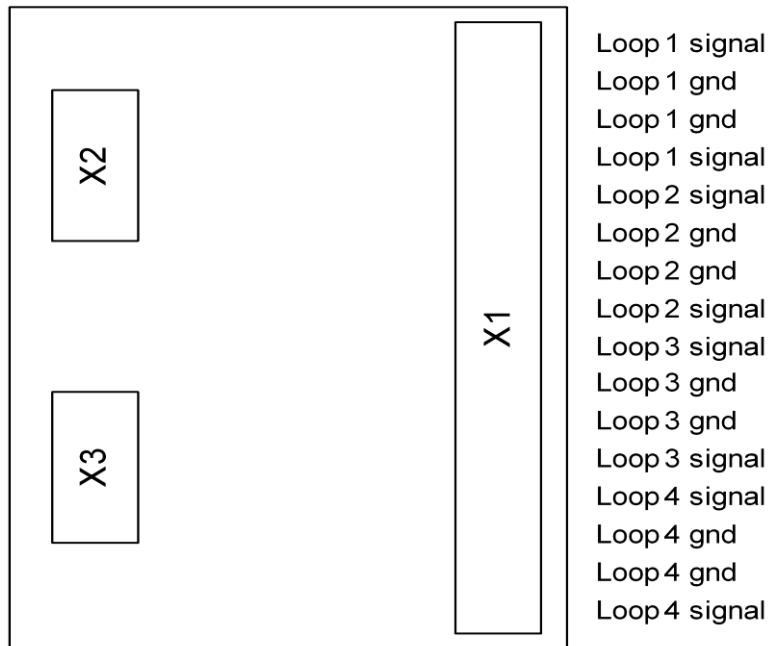 X2
X3
X1
Loop 1 signal
Loop 1 gnd
Loop 1 gnd
Loop 1 signal
Loop 2 signal
Loop 2 gnd
Loop 2 gnd
Loop 2 signal
Loop 3 signal
Loop 3 gnd
Loop 3 gnd
Loop 3 signal
Loop 4 signal
Loop 4 gnd
Loop 4 gnd
Loop 4 signal